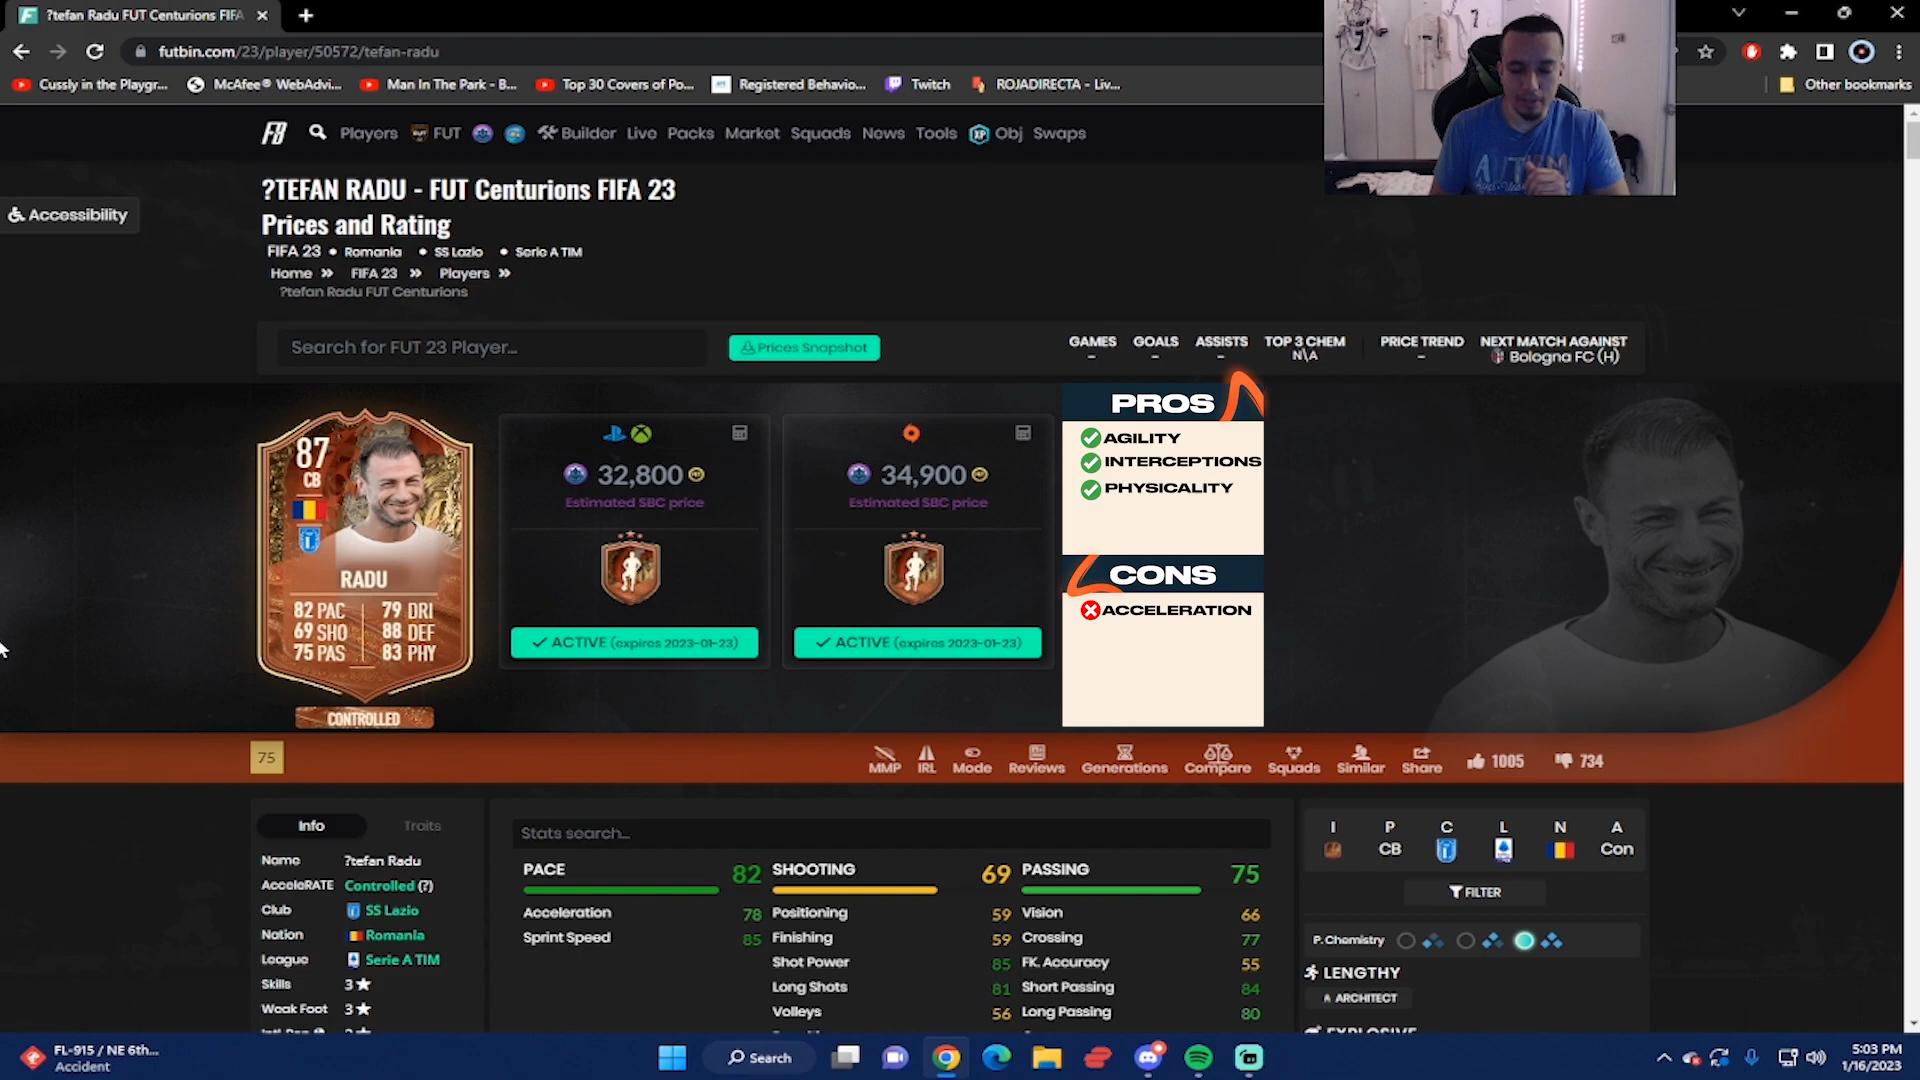 ?tefan Radu FUT Centurions FIFA
futbin.com/23/player/50572/tefan-radu
Cussly in the Playgr...
McAfee® WebAdvi...
Man In The Park - B...
Top 30 Covers of Po...
Registered Behavio...
Twitch
ROJADIRECTA - Liv...
Other bookmarks
Players FUT Builder Live Packs Market Squads News Tools Obj Swaps
Accessibility
?TEFAN RADU - FUT Centurions FIFA 23
Prices and Rating
FIFA 23 • Romania • SS Lazio • Serie A TIM
Home » FIFA 23 » Players »
?tefan Radu FUT Centurions
Search for FUT 23 Player...
Prices Snapshot
GAMES GOALS ASSISTS TOP 3 CHEM PRICE TREND NEXT MATCH AGAINST
- - - N\A - Bologna FC (H)
87
CB
RADU
82 PAC 79 DRI
69 SHO 88 DEF
75 PAS 83 PHY
CONTROLLED
32,800
Estimated SBC price
ACTIVE (expires 2023-01-23)
34,900
Estimated SBC price
ACTIVE (expires 2023-01-23)
PROS
AGILITY
INTERCEPTIONS
PHYSICALITY
CONS
ACCELERATION
75
MMP IRL Mode Reviews Generations Compare Squads Similar Share 1005 734
Info Traits
Name ?tefan Radu
AcceleRATE Controlled (?)
Club SS Lazio
Nation Romania
League Serie A TIM
Skills 3
Weak Foot 3
Stats search...
PACE 82
Acceleration 78
Sprint Speed 85
SHOOTING 69
Positioning 59
Finishing 59
Shot Power 85
Long Shots 81
Volleys 56
PASSING 75
Vision 66
Crossing 77
FK. Accuracy 55
Short Passing 84
Long Passing 80
I P C L N A
CB Con
FILTER
P. Chemistry
LENGTHY
ARCHITECT
EXPLOSIVE
FL-915 / NE 6th...
Accident
Search
5:03 PM
1/16/2023